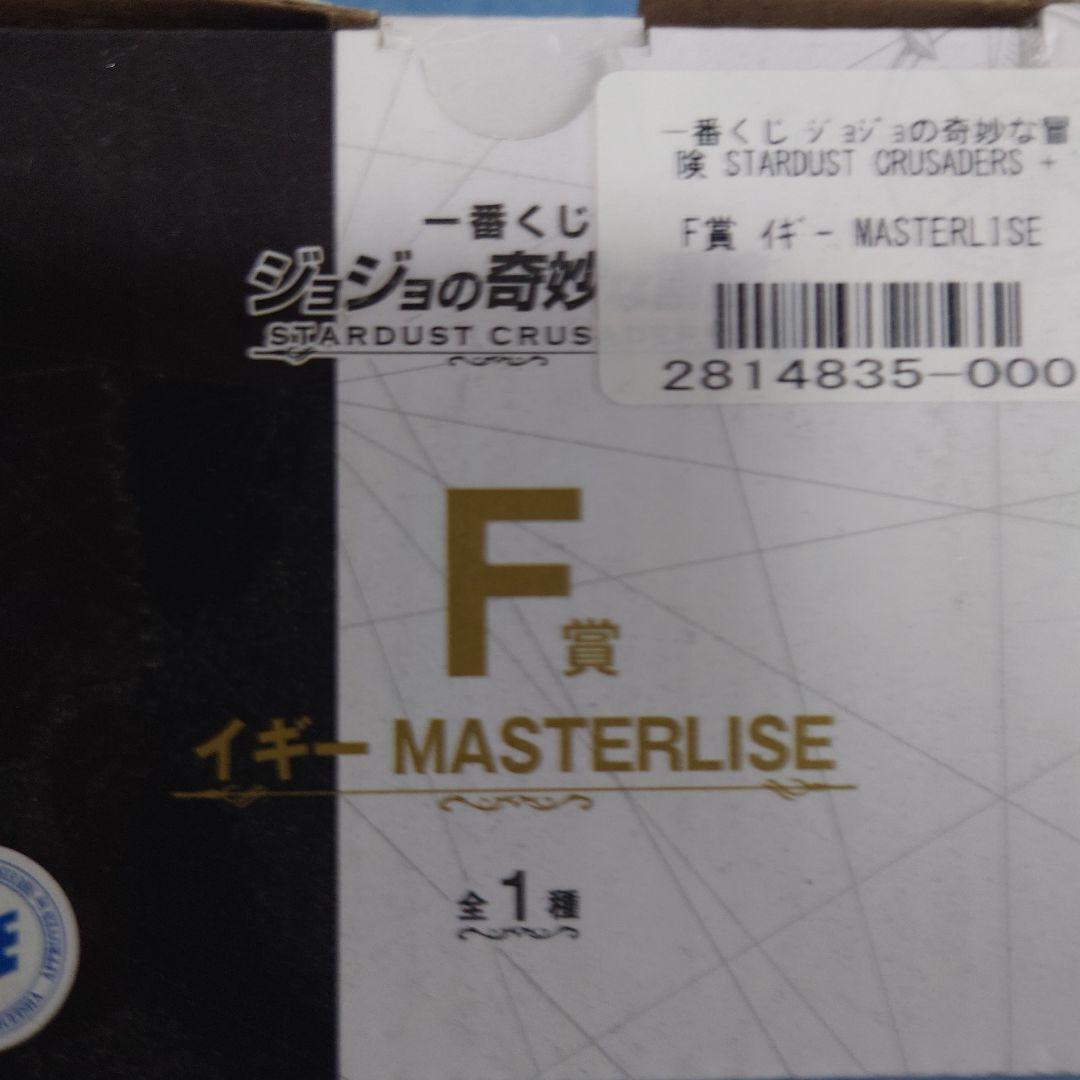 一番くじ ジョジョの奇妙な冒
険 STARDUST CRUSADERS +
F賞 イギー MASTERLISE
2814835-000
一番くじ
ジョジョの奇妙
STARDUST CRUS
F賞
イギー MASTERLISE
全1種